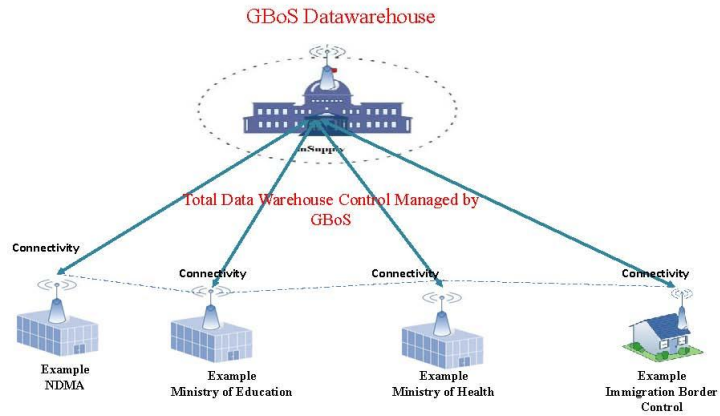 GBoS Datawarehouse
Total Data Warehouse Control Managed by
GBoS
Connectivity
Connectivity
Connectivity
Connectivity
Example
NDMA
Example
Ministry of Education
Example
Ministry of Health
Example
Immigration Border
Control